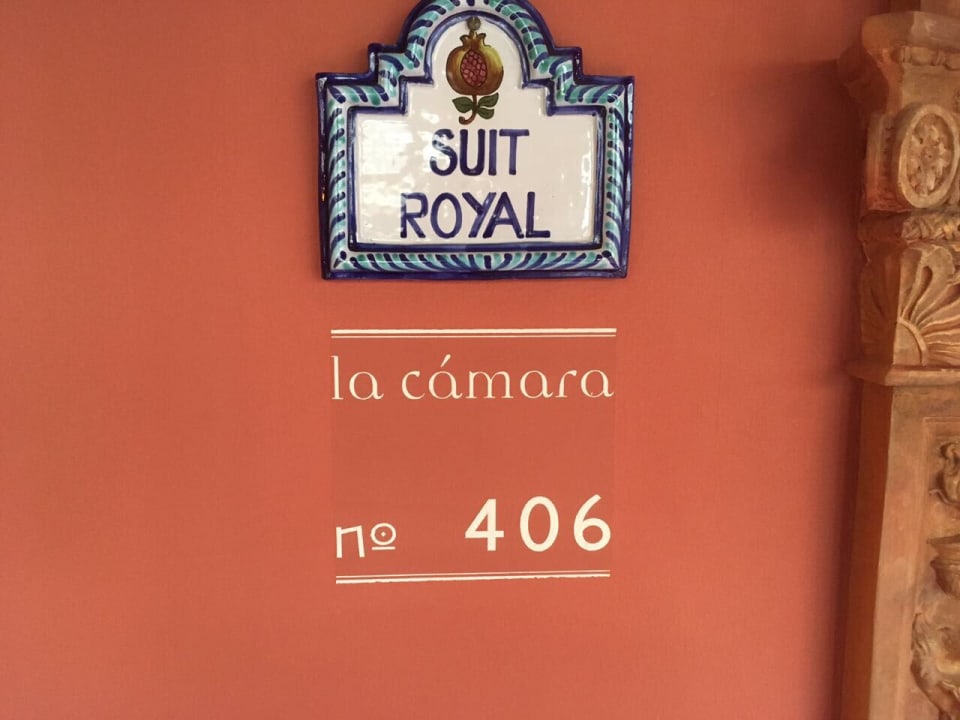 SUIT
ROYAL
la cámara
nº 406